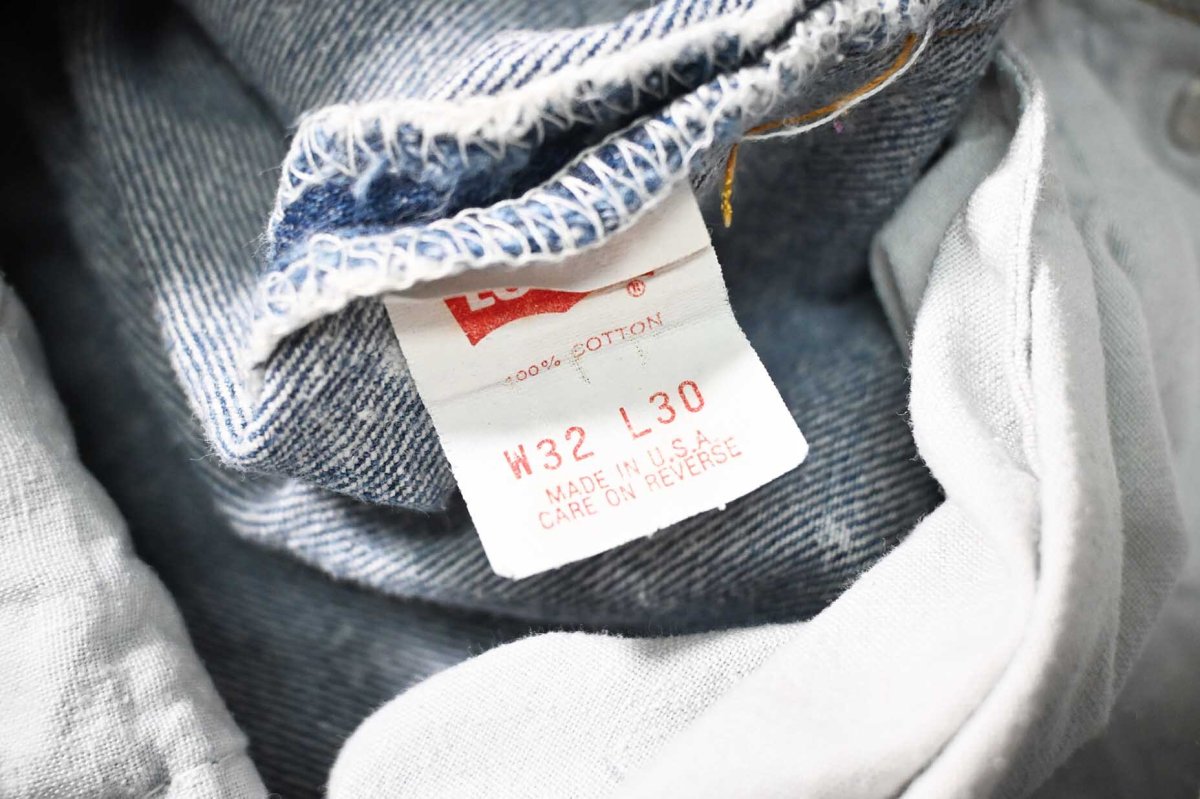 ®
100% COTTON
W32 L30
MADE IN U.S.A.
CARE ON REVERSE